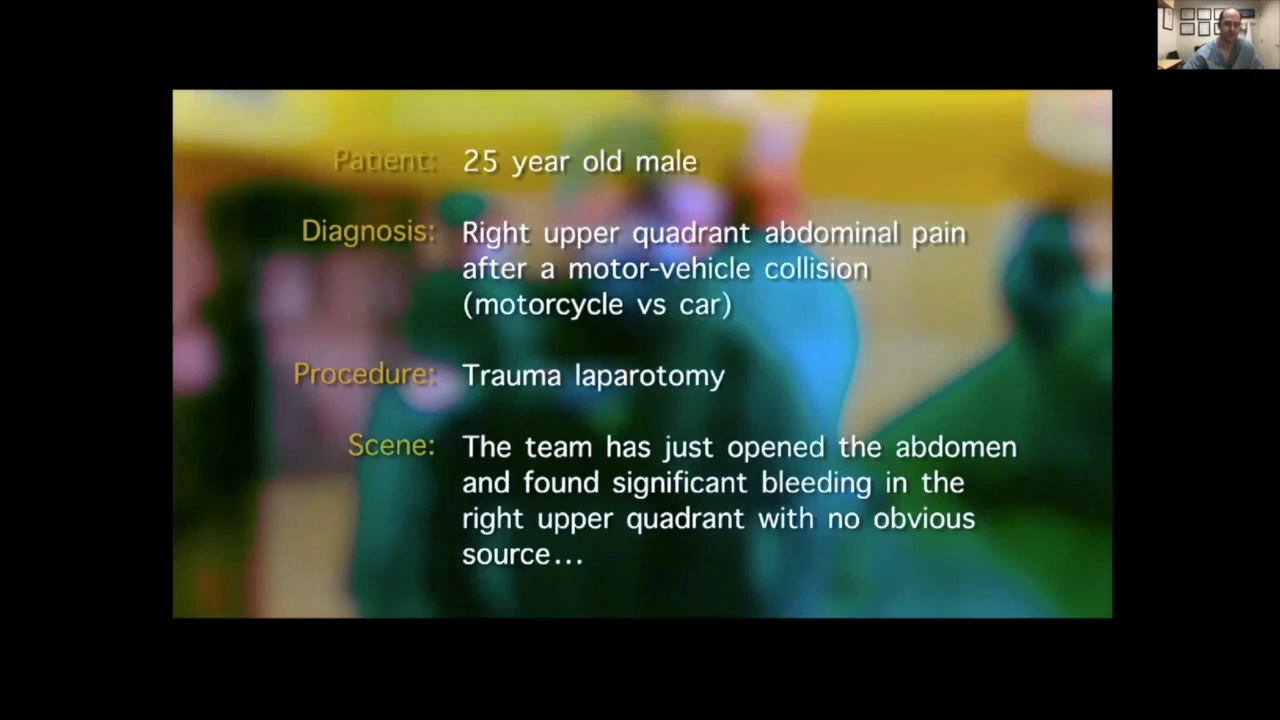 Patient: 25 year old male
Diagnosis: Right upper quadrant abdominal pain
after a motor-vehicle collision
(motorcycle vs car)
Procedure: Trauma laparotomy
Scene: The team has just opened the abdomen
and found significant bleeding in the
right upper quadrant with no obvious
source...